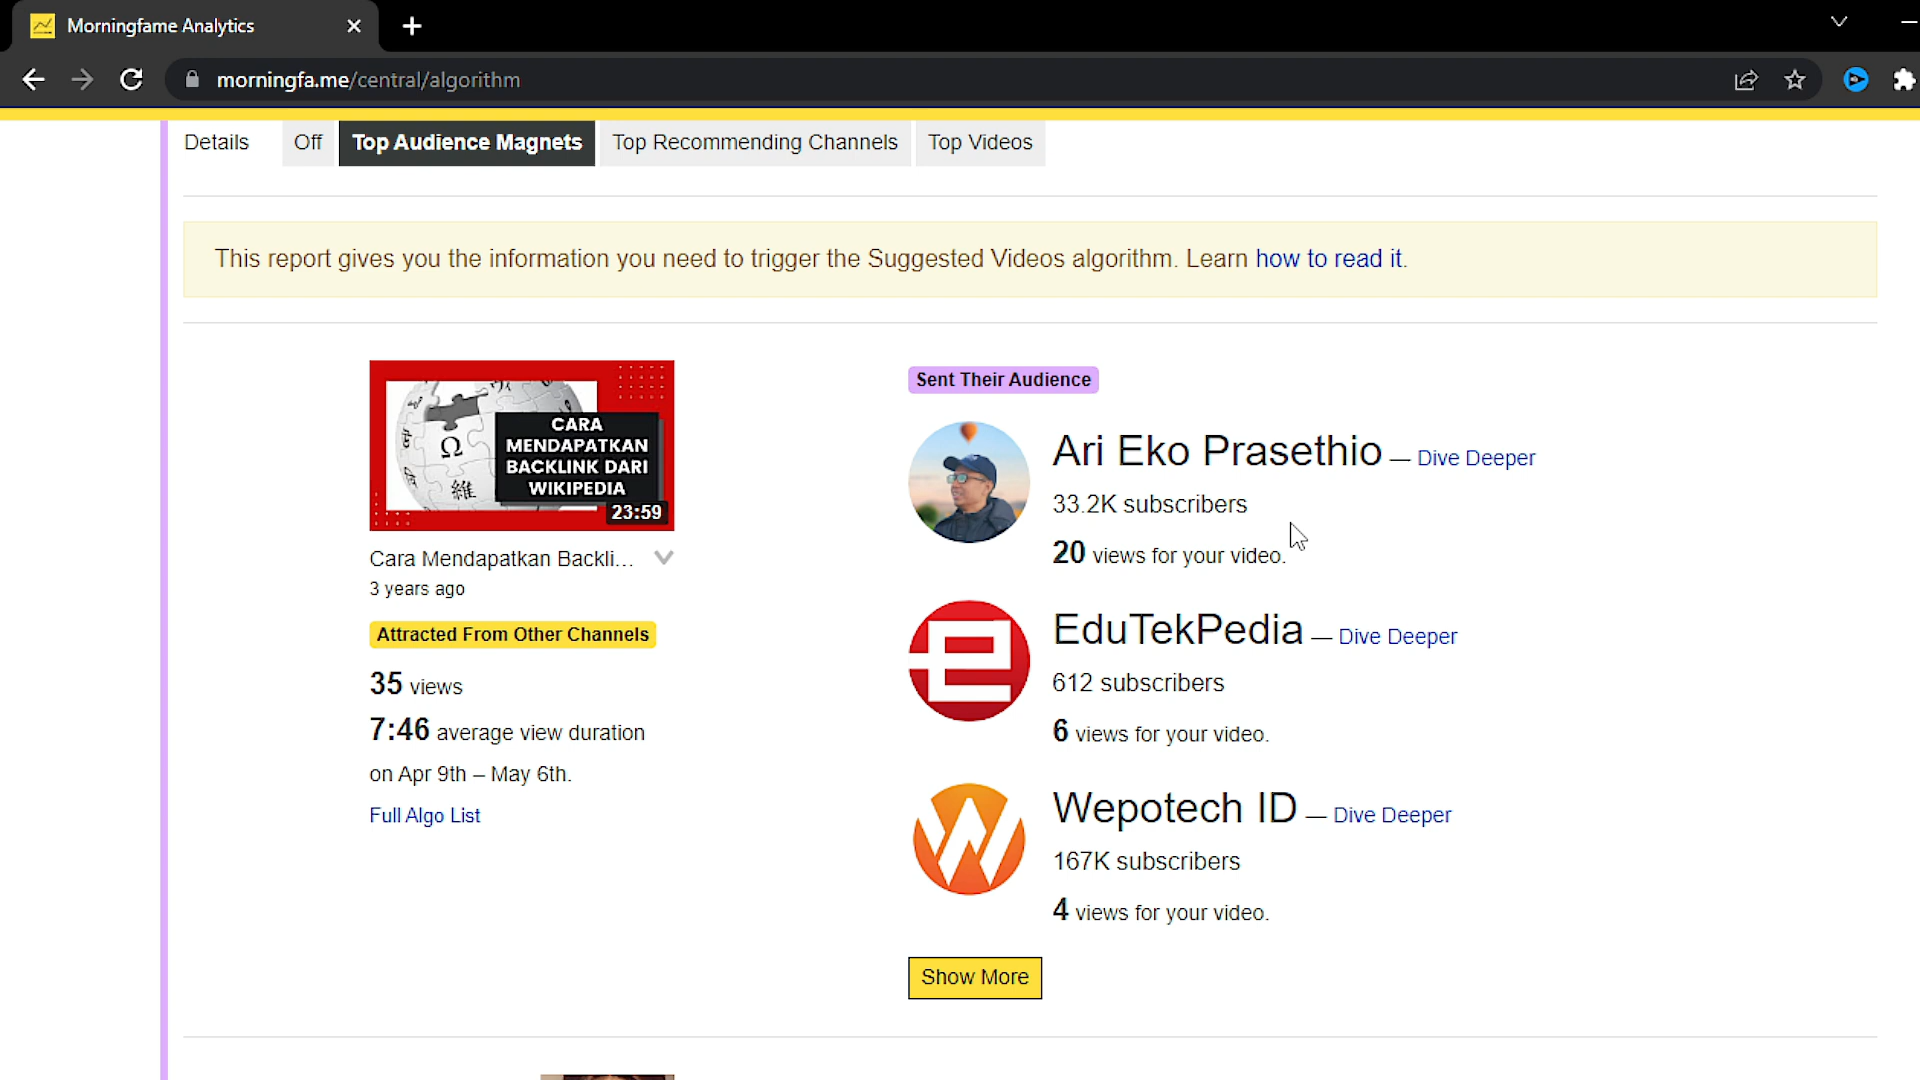 Morningfame Analytics
morningfa.me/central/algorithm
Details Off Top Audience Magnets Top Recommending Channels Top Videos
This report gives you the information you need to trigger the Suggested Videos algorithm. Learn how to read it.
CARA
MENDAPATKAN
BACKLINK DARI
WIKIPEDIA
23:59
Ω
維
Cara Mendapatkan Backli...
3 years ago
Attracted From Other Channels
35 views
7:46 average view duration
on Apr 9th – May 6th.
Full Algo List
Sent Their Audience
Ari Eko Prasethio — Dive Deeper
33.2K subscribers
20 views for your video.
EduTekPedia — Dive Deeper
612 subscribers
6 views for your video.
Wepotech ID — Dive Deeper
167K subscribers
4 views for your video.
Show More